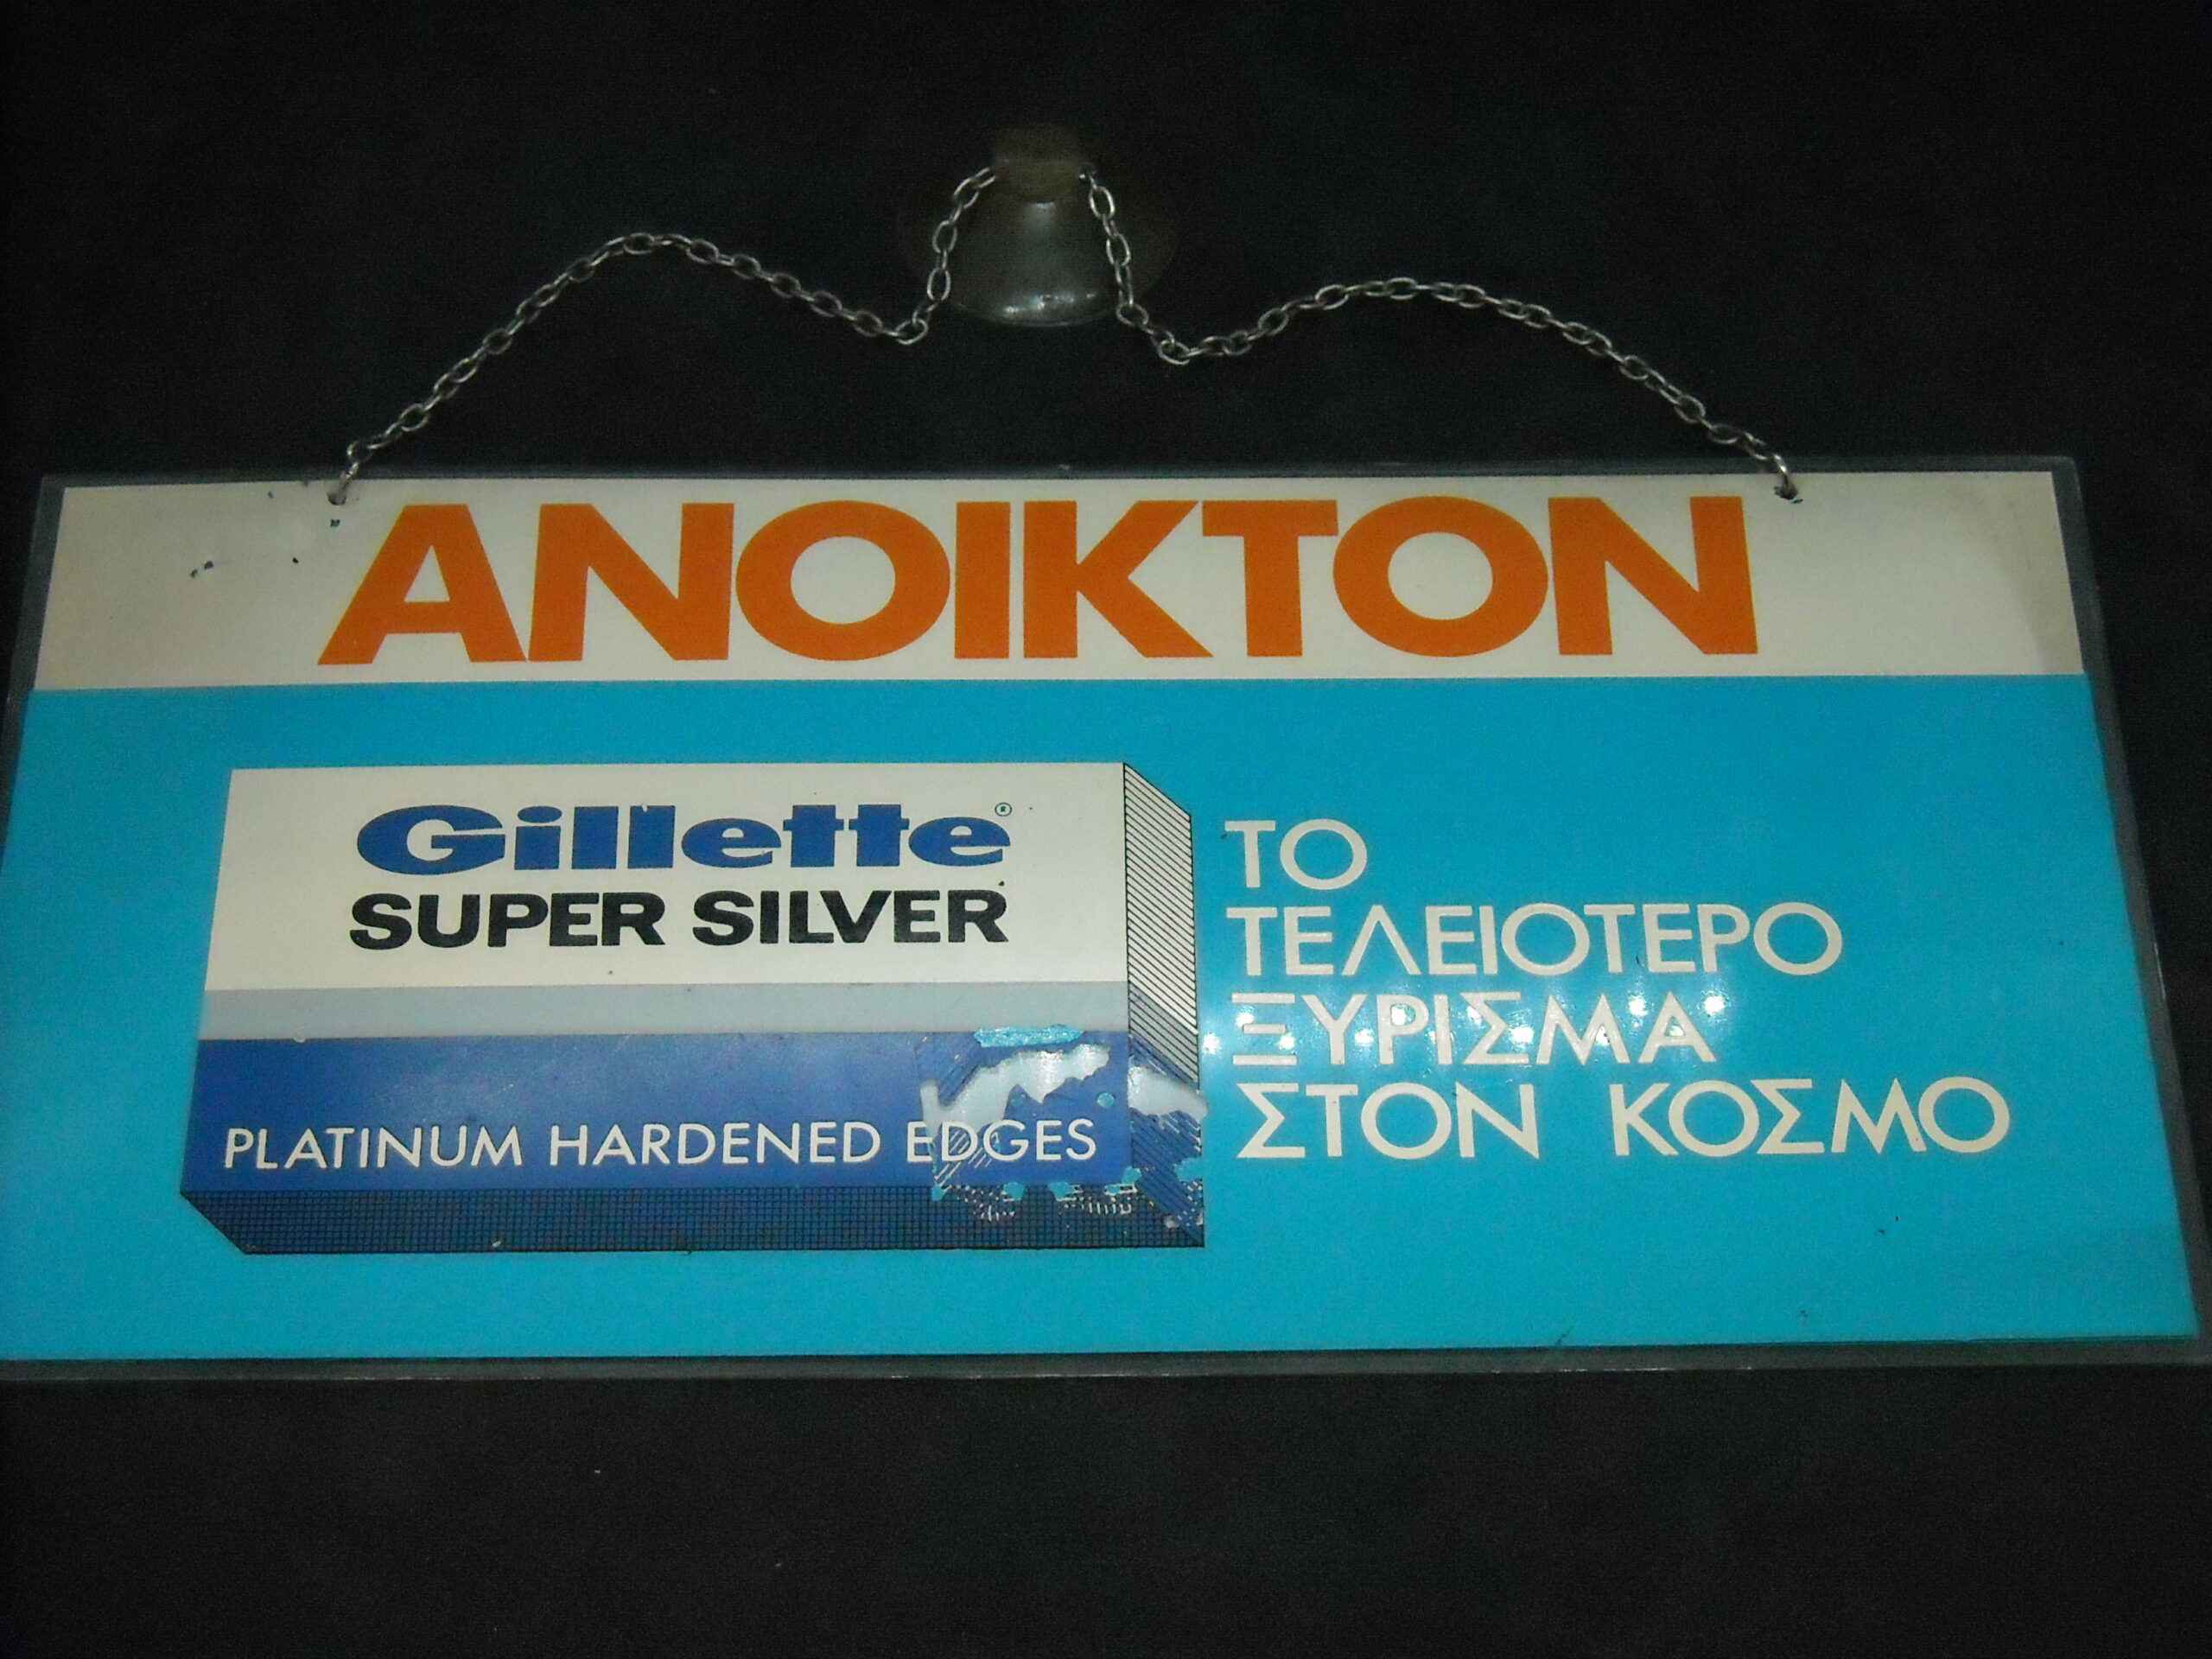 ΑΝΟΙΚΤΟΝ
Gillette®
SUPER SILVER
PLATINUM HARDENED EDGES
ΤΟ
ΤΕΛΕΙΟΤΕΡΟ
ΞΥΡΙΣΜΑ
ΣΤΟΝ ΚΟΣΜΟ